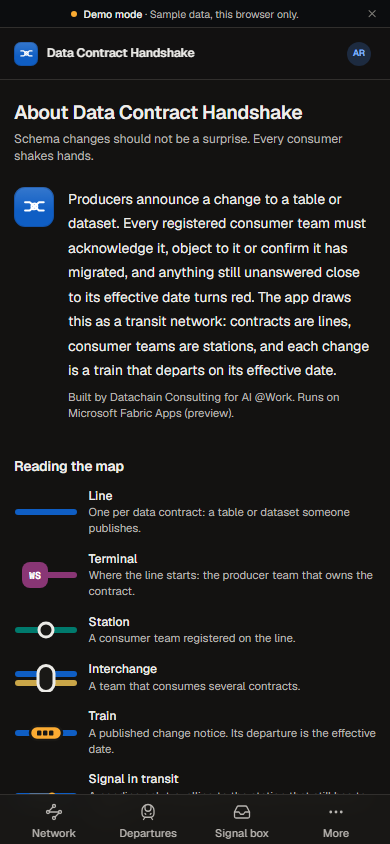 Demo mode · Sample data, this browser only.
Data Contract Handshake
AR
About Data Contract Handshake
Schema changes should not be a surprise. Every consumer
shakes hands.
Producers announce a change to a table or
dataset. Every registered consumer team must
acknowledge it, object to it or confirm it has
migrated, and anything still unanswered close
to its effective date turns red. The app draws
this as a transit network: contracts are lines,
consumer teams are stations, and each change
is a train that departs on its effective date.
Built by Datachain Consulting for AI @Work. Runs on
Microsoft Fabric Apps (preview).
Reading the map
Line
One per data contract: a table or dataset someone
publishes.
WS
Terminal
Where the line starts: the producer team that owns the
contract.
Station
A consumer team registered on the line.
Interchange
A team that consumes several contracts.
Train
A published change notice. Its departure is the effective
date.
Signal in transit
Network
Departures
Signal box
More